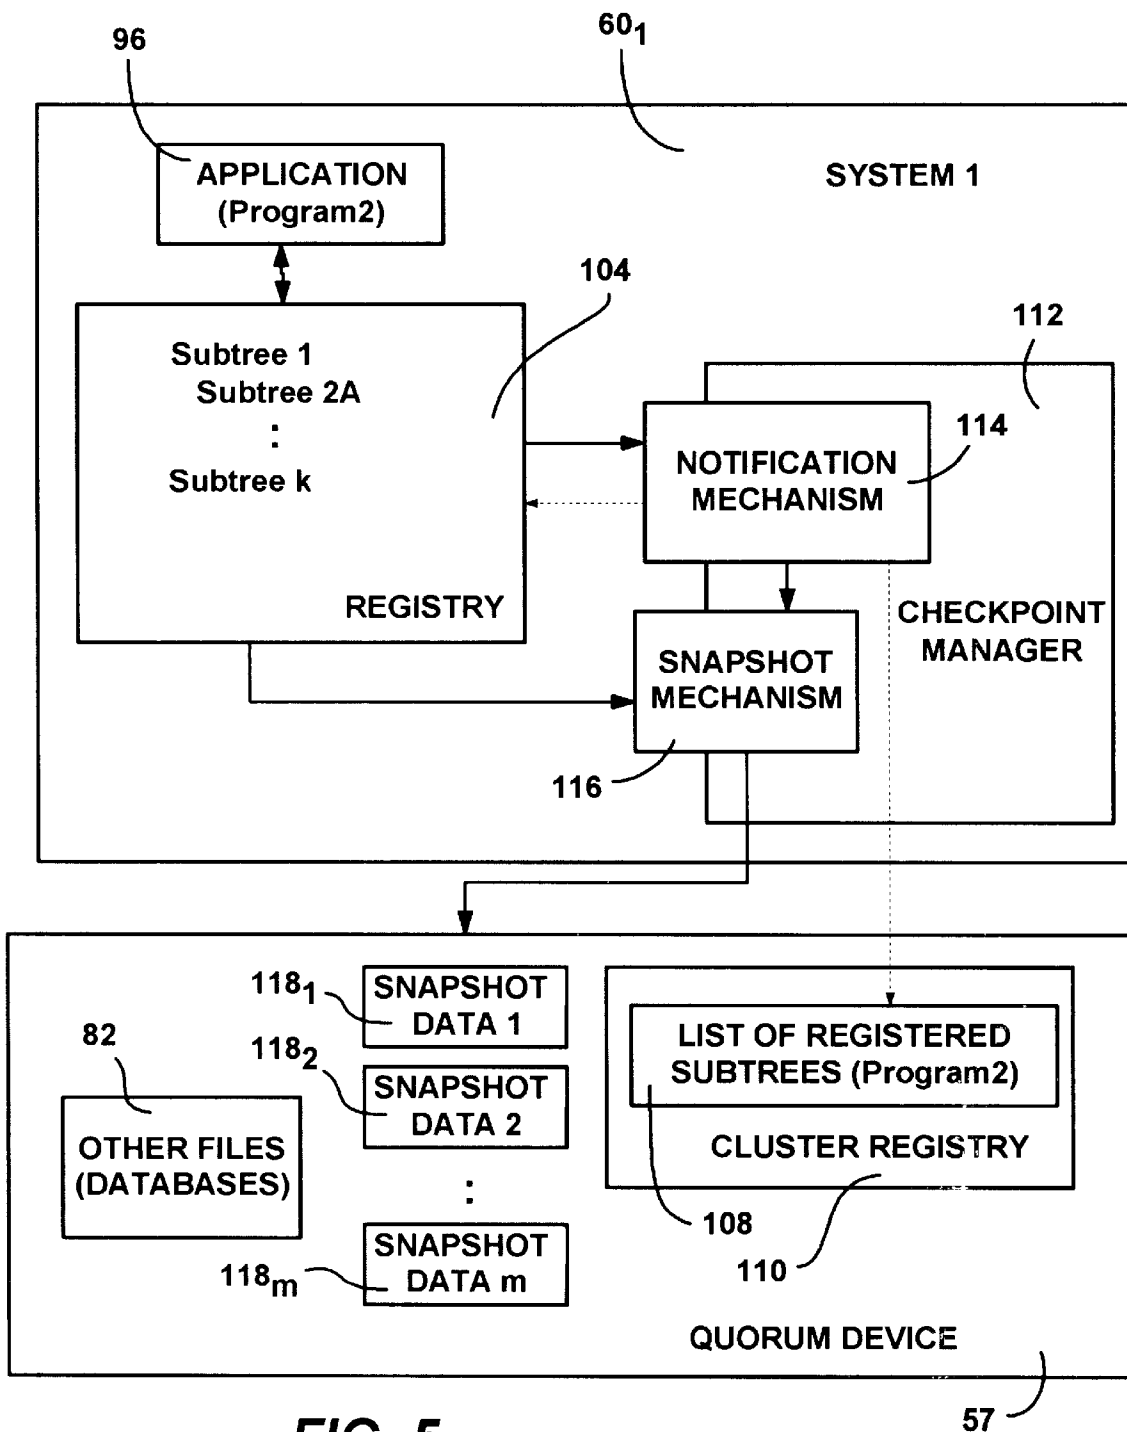 96
60₁
APPLICATION
(Program2)
SYSTEM 1
104
112
Subtree 1
Subtree 2A
:
Subtree k
REGISTRY
114
NOTIFICATION
MECHANISM
CHECKPOINT
MANAGER
SNAPSHOT
MECHANISM
116
118₁
SNAPSHOT
DATA 1
118₂
SNAPSHOT
DATA 2
:
118ₘ
SNAPSHOT
DATA m
82
OTHER FILES
(DATABASES)
LIST OF REGISTERED
SUBTREES (Program2)
CLUSTER REGISTRY
108
110
QUORUM DEVICE
57
FIG. 5